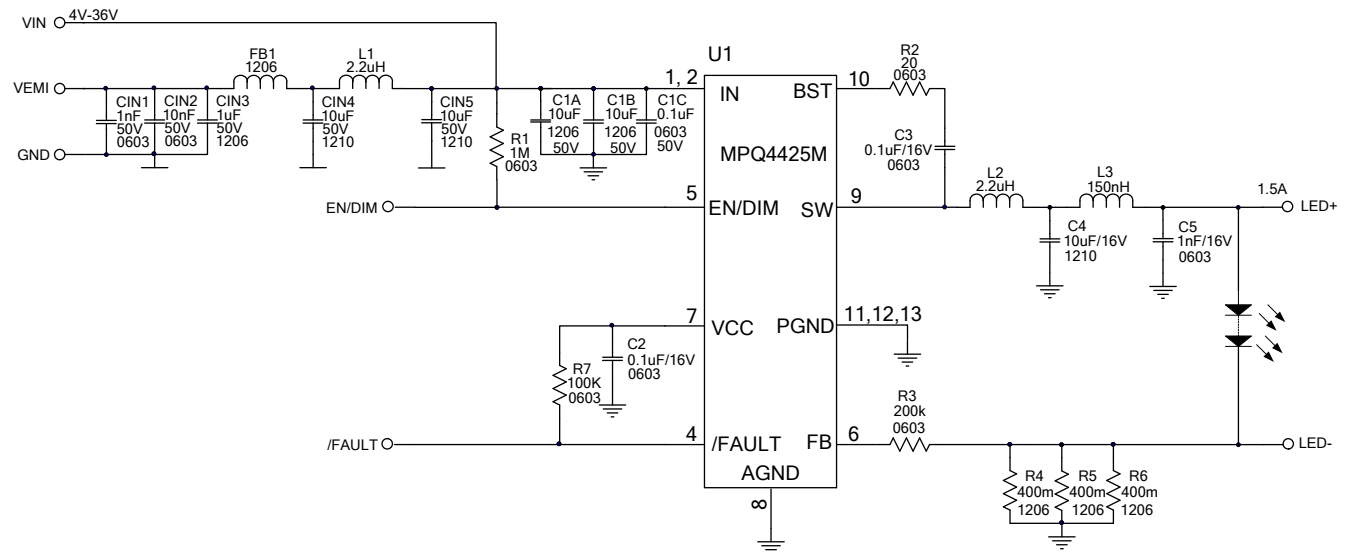 VIN 4V-36V
VEMI
GND
CIN1
1nF
50V
0603
CIN2
10nF
50V
0603
CIN3
1uF
50V
1206
FB1
1206
CIN4
10uF
50V
1210
L1
2.2uH
CIN5
10uF
50V
1210
R1
1M
0603
C1A
10uF
1206
50V
C1B
10uF
1206
50V
C1C
0.1uF
0603
50V
EN/DIM
/FAULT
R7
100K
0603
C2
0.1uF/16V
0603
U1
1, 2
IN
BST
10
MPQ4425M
5
EN/DIM
SW
9
7
VCC
PGND
11,12,13
4
/FAULT
FB
6
AGND
8
R2
20
0603
C3
0.1uF/16V
0603
L2
2.2uH
L3
150nH
1.5A
LED+
C4
10uF/16V
1210
C5
1nF/16V
0603
R3
200k
0603
LED-
R4
400m
1206
R5
400m
1206
R6
400m
1206